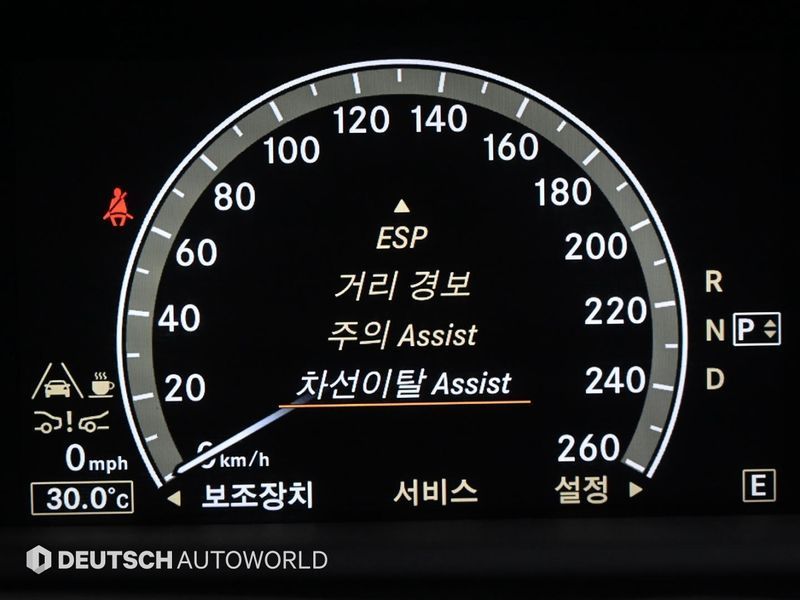 0
20
40
60
80
100
120
140
160
180
200
220
240
260
km/h
ESP
거리 경보
주의 Assist
차선이탈 Assist
R
N P
D
0 mph
30.0°C
보조장치 서비스 설정
E
DEUTSCH AUTOWORLD